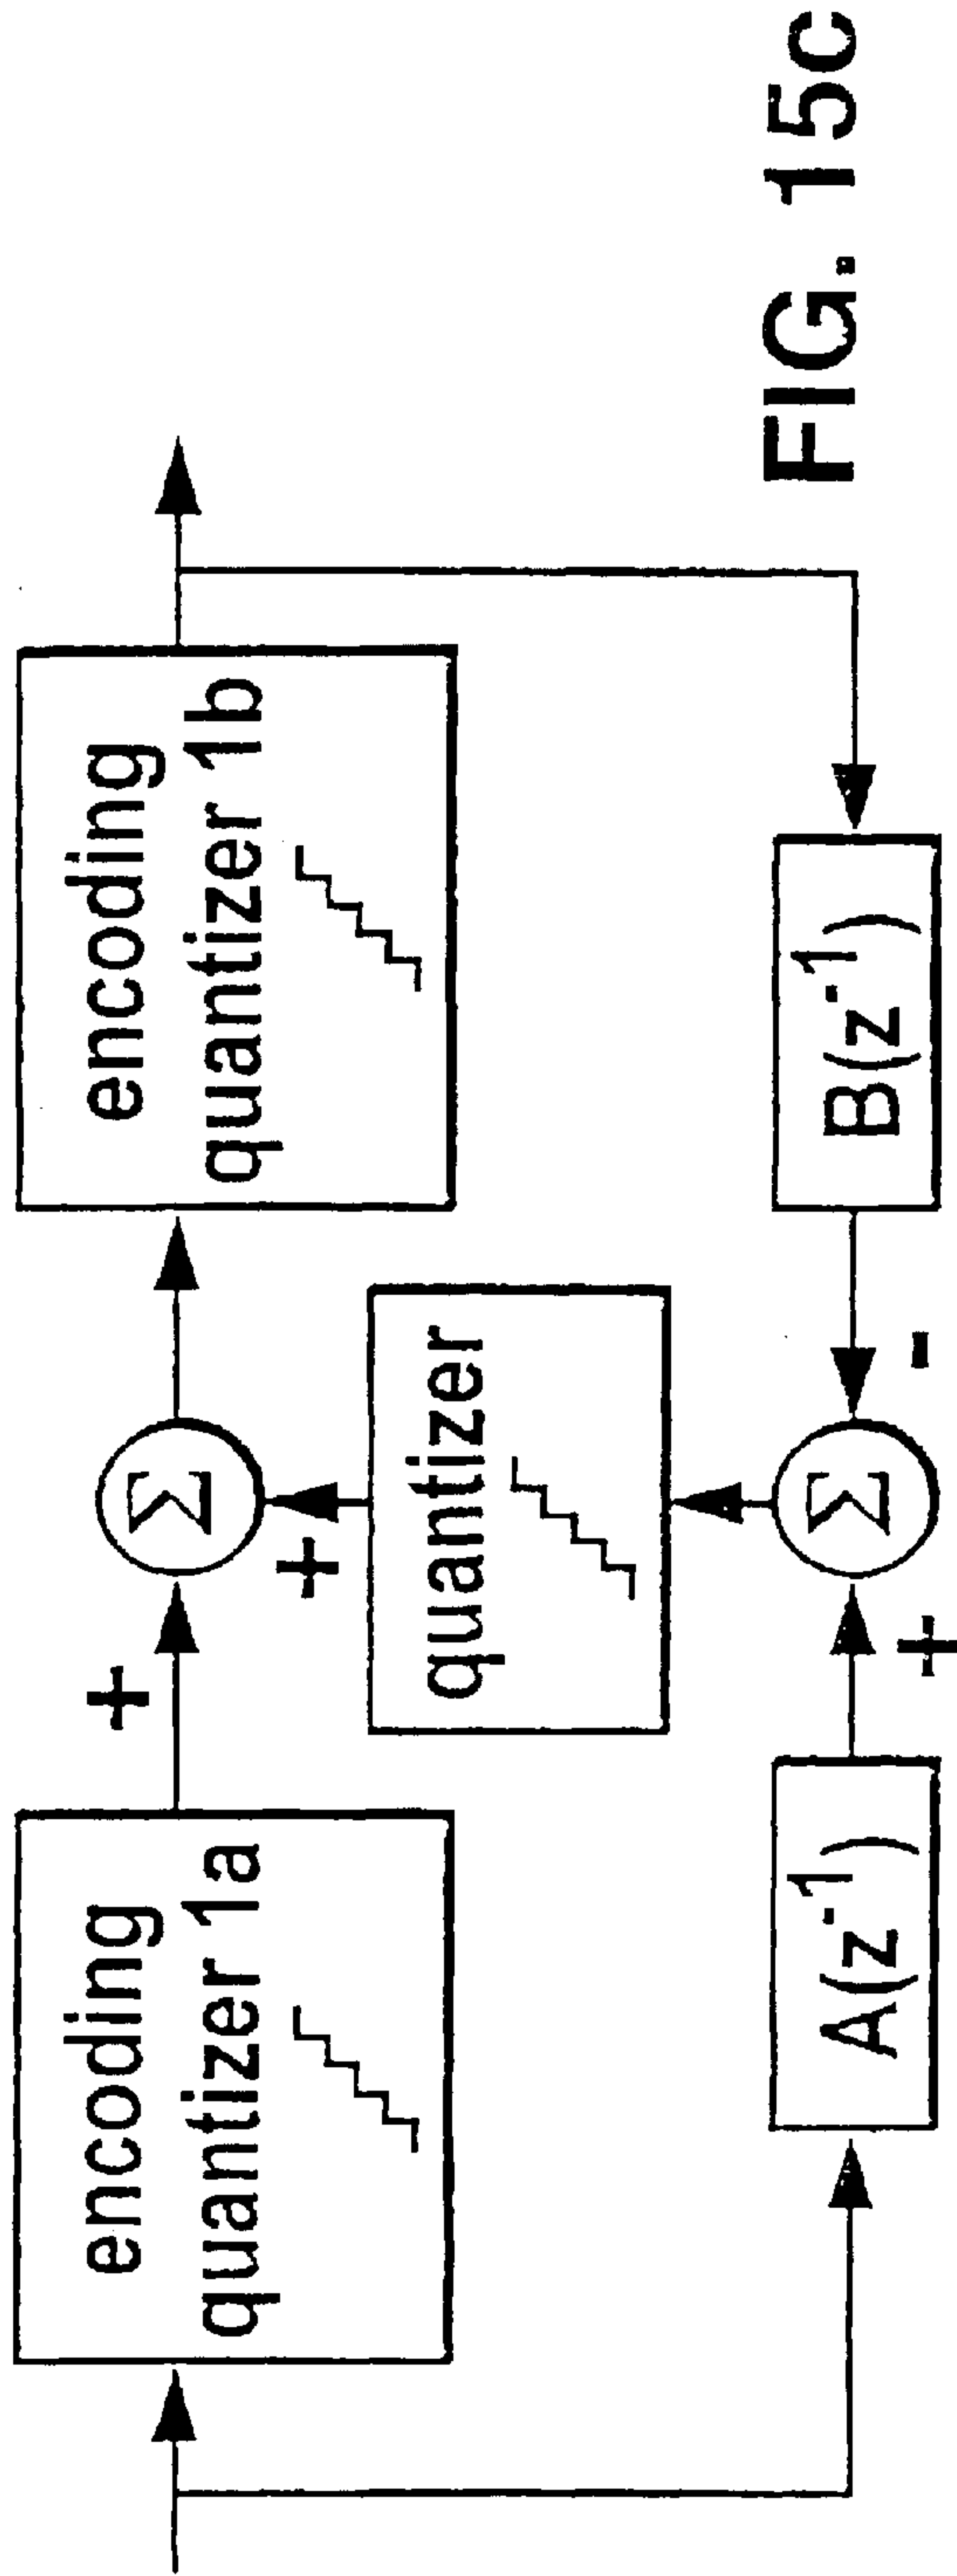 encoding
quantizer 1a
+
Σ
+
encoding
quantizer 1b
quantizer
A(z⁻¹)
+
Σ
-
B(z⁻¹)
FIG. 15c